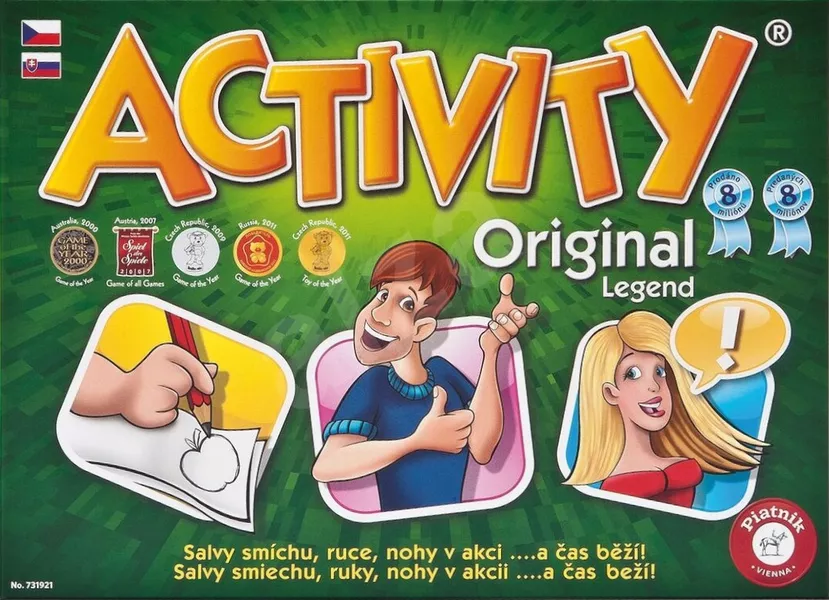 ACTIVITY®
Prodáno
8
miliónů
Predaných
8
miliónov
Original
Legend
Australia, 2000
GAME
of the
YEAR
2000
Game of the Year
Austria, 2007
Spiel
der
Spiele
2007
Game of all Games
Czech Republic, 2009
Game of the Year
Russia, 2011
Game of the Year
Czech Republic, 2011
Toy of the Year
!
Piatnik
VIENNA
Salvy smíchu, ruce, nohy v akci ....a čas běží!
Salvy smiechu, ruky, nohy v akcii ....a čas beží!
No. 731921